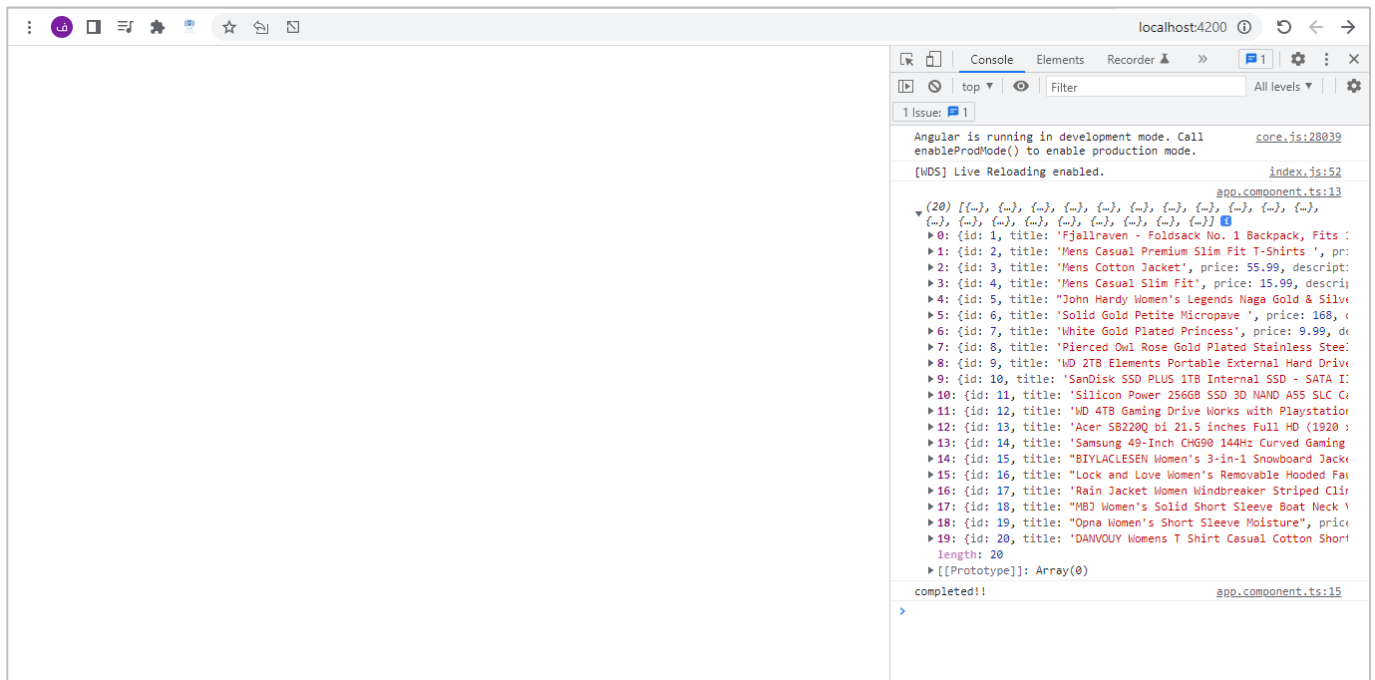 ف
localhost:4200
Console Elements Recorder » 1
top Filter All levels
1 Issue: 1
Angular is running in development mode. Call core.js:28039
enableProdMode() to enable production mode.
[WDS] Live Reloading enabled. index.js:52
app.component.ts:13
(20) [{…}, {…}, {…}, {…}, {…}, {…}, {…}, {…}, {…}, {…}, {…},
{…}, {…}, {…}, {…}, {…}, {…}, {…}, {…}, {…}]
0: {id: 1, title: 'Fjallraven - Foldsack No. 1 Backpack, Fits
1: {id: 2, title: 'Mens Casual Premium Slim Fit T-Shirts ', pri
2: {id: 3, title: 'Mens Cotton Jacket', price: 55.99, descripti
3: {id: 4, title: 'Mens Casual Slim Fit', price: 15.99, descrip
4: {id: 5, title: "John Hardy Women's Legends Naga Gold & Silve
5: {id: 6, title: 'Solid Gold Petite Micropave ', price: 168,
6: {id: 7, title: 'White Gold Plated Princess', price: 9.99, de
7: {id: 8, title: 'Pierced Owl Rose Gold Plated Stainless Steel
8: {id: 9, title: 'WD 2TB Elements Portable External Hard Drive
9: {id: 10, title: 'SanDisk SSD PLUS 1TB Internal SSD - SATA
10: {id: 11, title: 'Silicon Power 256GB SSD 3D NAND A55 SLC Ca
11: {id: 12, title: 'WD 4TB Gaming Drive Works with Playstation
12: {id: 13, title: 'Acer SB220Q bi 21.5 inches Full HD (1920 x
13: {id: 14, title: 'Samsung 49-Inch CHG90 144Hz Curved Gaming
14: {id: 15, title: "BIYLACLESEN Women's 3-in-1 Snowboard Jacke
15: {id: 16, title: "Lock and Love Women's Removable Hooded Fau
16: {id: 17, title: 'Rain Jacket Women Windbreaker Striped Clim
17: {id: 18, title: "MBJ Women's Solid Short Sleeve Boat Neck V
18: {id: 19, title: "Opna Women's Short Sleeve Moisture", price
19: {id: 20, title: 'DANVOUY Womens T Shirt Casual Cotton Short
length: 20
[[Prototype]]: Array(0)
completed!! app.component.ts:15